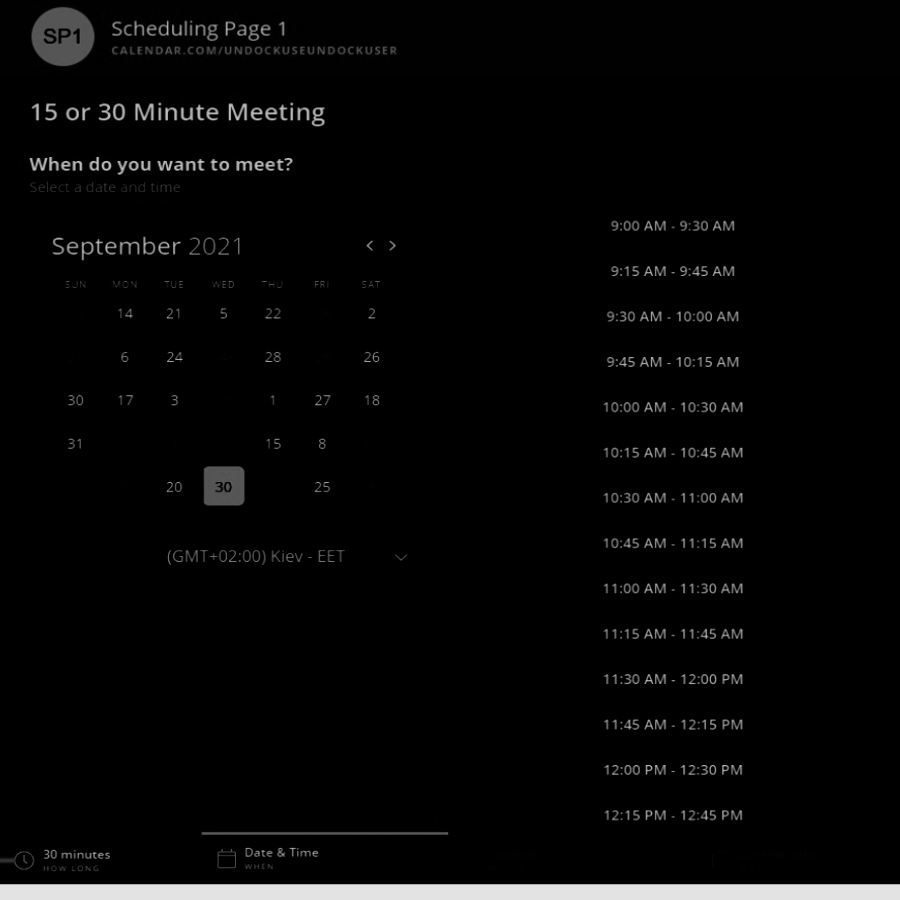 SP1
Scheduling Page 1
CALENDAR.COM/UNDOCKUSEUNDOCKUSER
15 or 30 Minute Meeting
When do you want to meet?
Select a date and time
September 2021
SUN MON TUE WED THU FRI SAT
14 21 5 22 2
6 24 28 26
30 17 3 1 27 18
31 15 8
20 30 25
(GMT+02:00) Kiev - EET
9:00 AM - 9:30 AM
9:15 AM - 9:45 AM
9:30 AM - 10:00 AM
9:45 AM - 10:15 AM
10:00 AM - 10:30 AM
10:15 AM - 10:45 AM
10:30 AM - 11:00 AM
10:45 AM - 11:15 AM
11:00 AM - 11:30 AM
11:15 AM - 11:45 AM
11:30 AM - 12:00 PM
11:45 AM - 12:15 PM
12:00 PM - 12:30 PM
12:15 PM - 12:45 PM
30 minutes
HOW LONG
Date & Time
WHEN